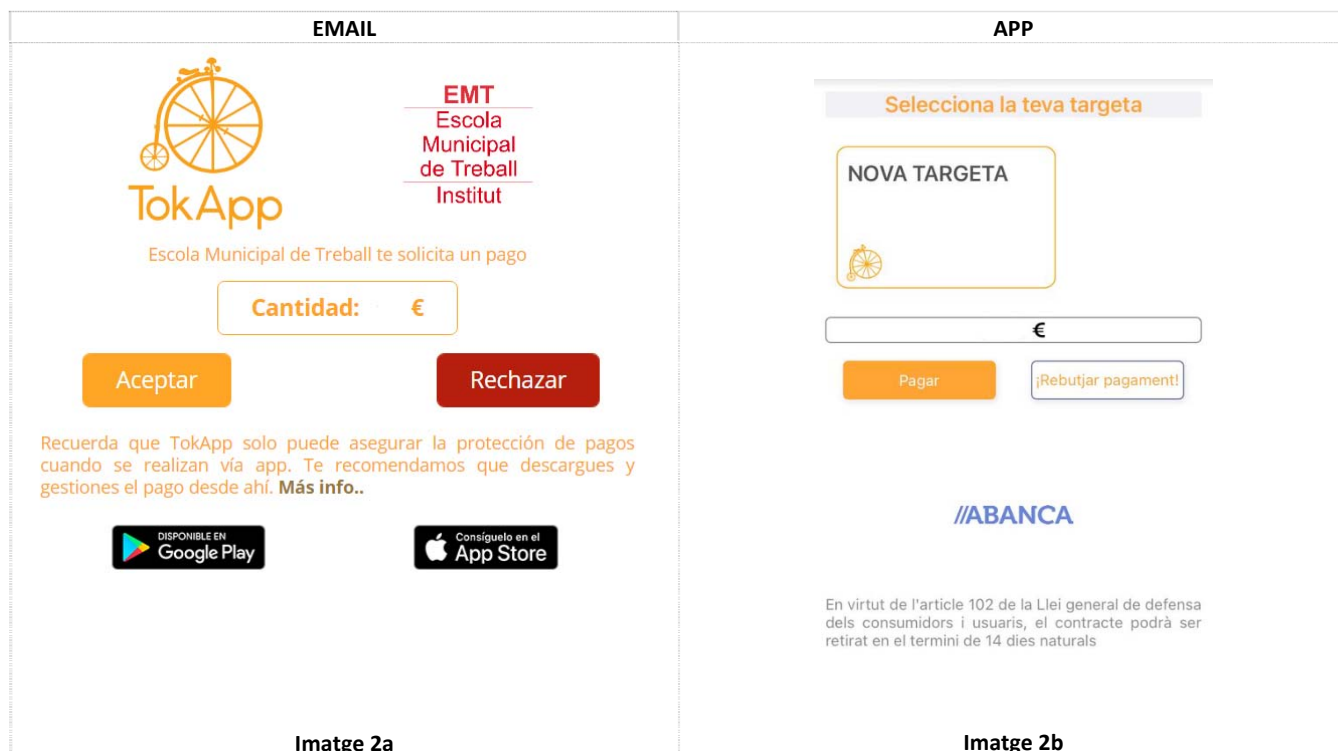 EMAIL
TokApp
EMT
Escola
Municipal
de Treball
Institut
Escola Municipal de Treball te solicita un pago
Cantidad: €
Aceptar
Rechazar
Recuerda que TokApp solo puede asegurar la protección de pagos
cuando se realizan vía app. Te recomendamos que descargues y
gestiones el pago desde ahí. Más info..
DISPONIBLE EN
Google Play
Consíguelo en el
App Store
Imatge 2a
APP
Selecciona la teva targeta
NOVA TARGETA
€
Pagar
¡Rebutjar pagament!
//ABANCA
En virtut de l'article 102 de la Llei general de defensa
dels consumidors i usuaris, el contracte podrà ser
retirat en el termini de 14 dies naturals
Imatge 2b